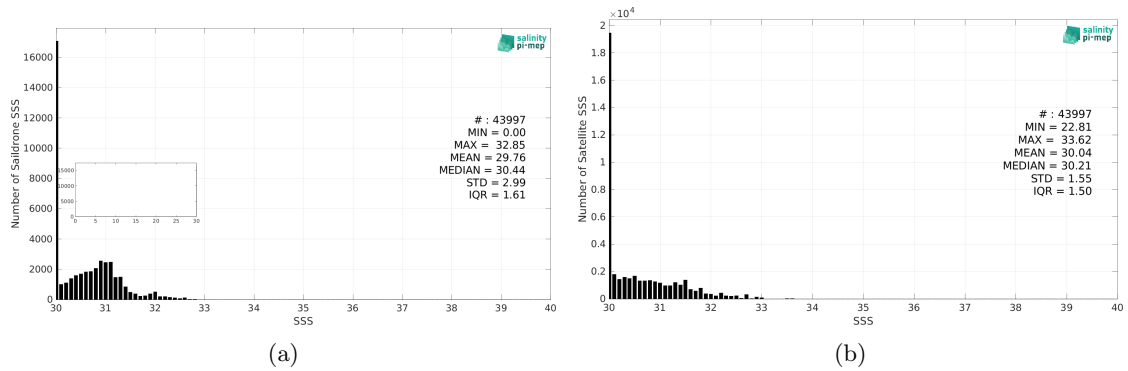 salinity
pi-mep
16000
14000
12000
10000
8000
6000
4000
2000
0
Number of Saildrone SSS
# : 43997
MIN = 0.00
MAX = 32.85
MEAN = 29.76
MEDIAN = 30.44
STD = 2.99
IQR = 1.61
15000
10000
5000
0
0 5 10 15 20 25 30
30 31 32 33 34 35 36 37 38 39 40
SSS
(a)
×10⁴
salinity
pi-mep
2
1.8
1.6
1.4
1.2
1
0.8
0.6
0.4
0.2
0
Number of Satellite SSS
# : 43997
MIN = 22.81
MAX = 33.62
MEAN = 30.04
MEDIAN = 30.21
STD = 1.55
IQR = 1.50
30 31 32 33 34 35 36 37 38 39 40
SSS
(b)